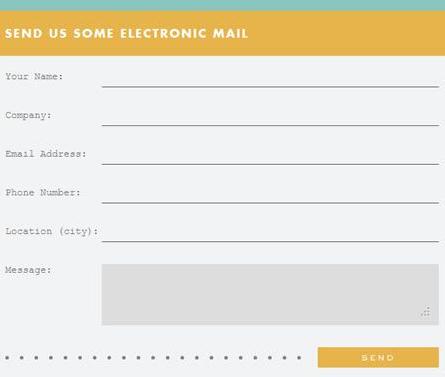 SEND US SOME ELECTRONIC MAIL
Your Name:
Company:
Email Address:
Phone Number:
Location (city):
Message:
SEND